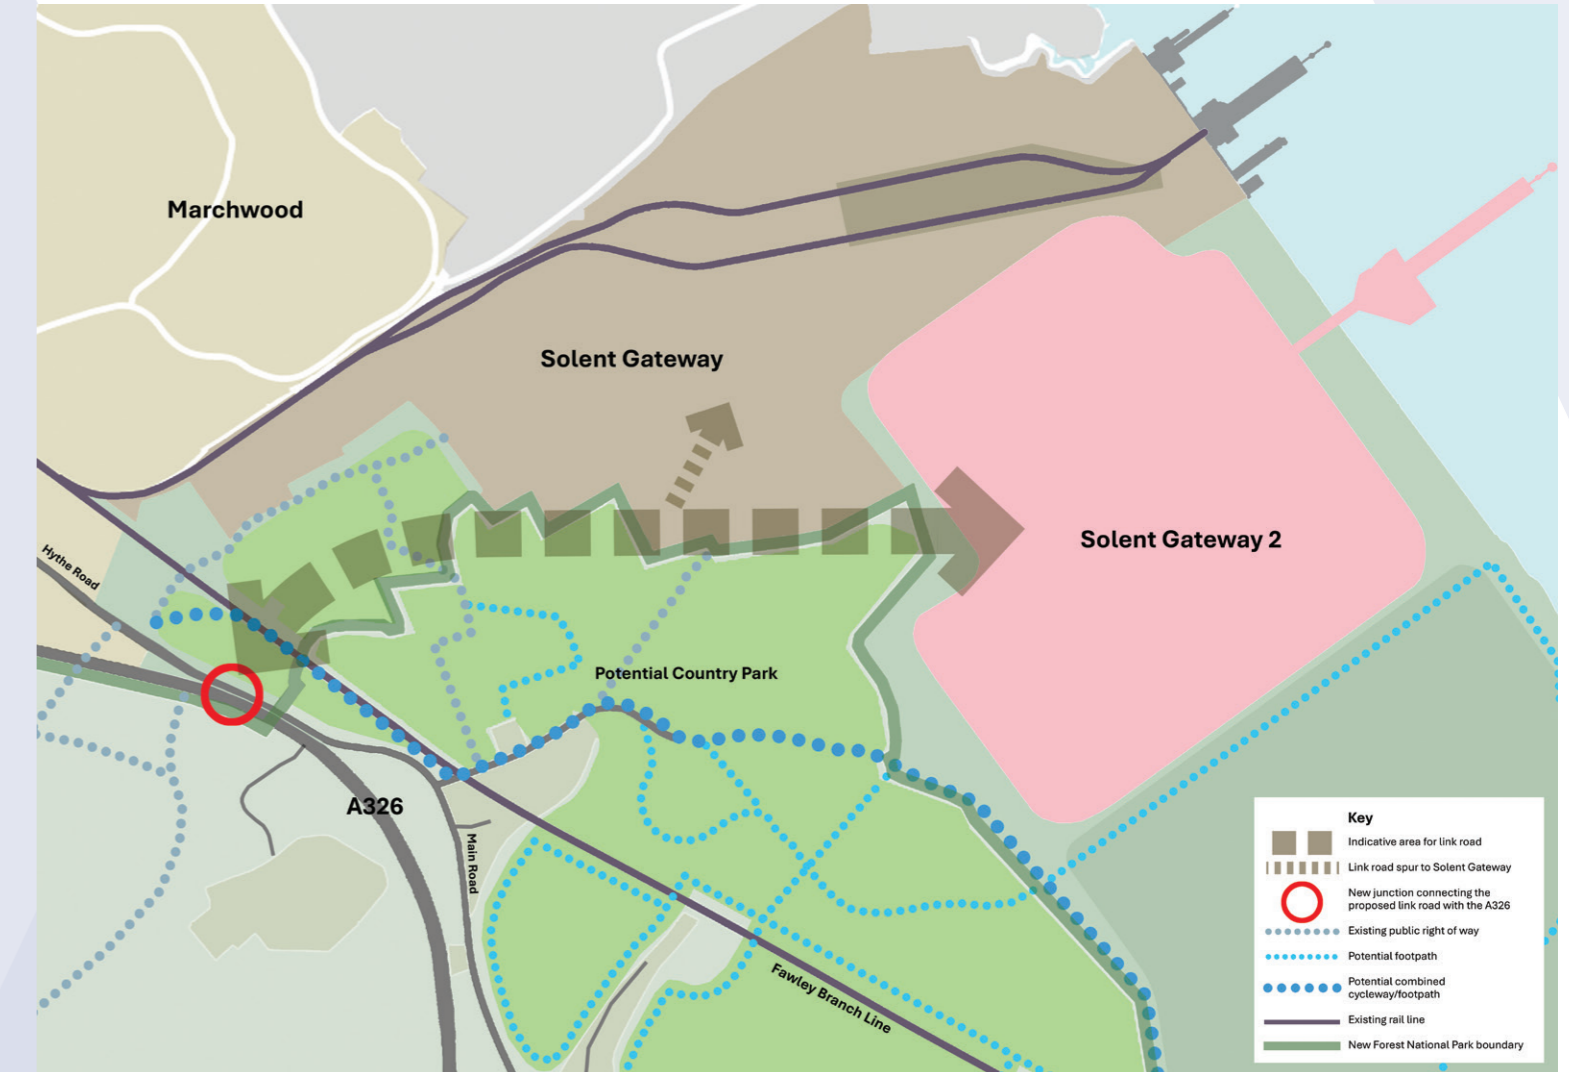 Marchwood
Solent Gateway
Solent Gateway 2
Hythe Road
Potential Country Park
A326
Main Road
Fawley Branch Line
Key
Indicative area for link road
Link road spur to Solent Gateway
New junction connecting the
proposed link road with the A326
Existing public right of way
Potential footpath
Potential combined
cycleway/footpath
Existing rail line
New Forest National Park boundary